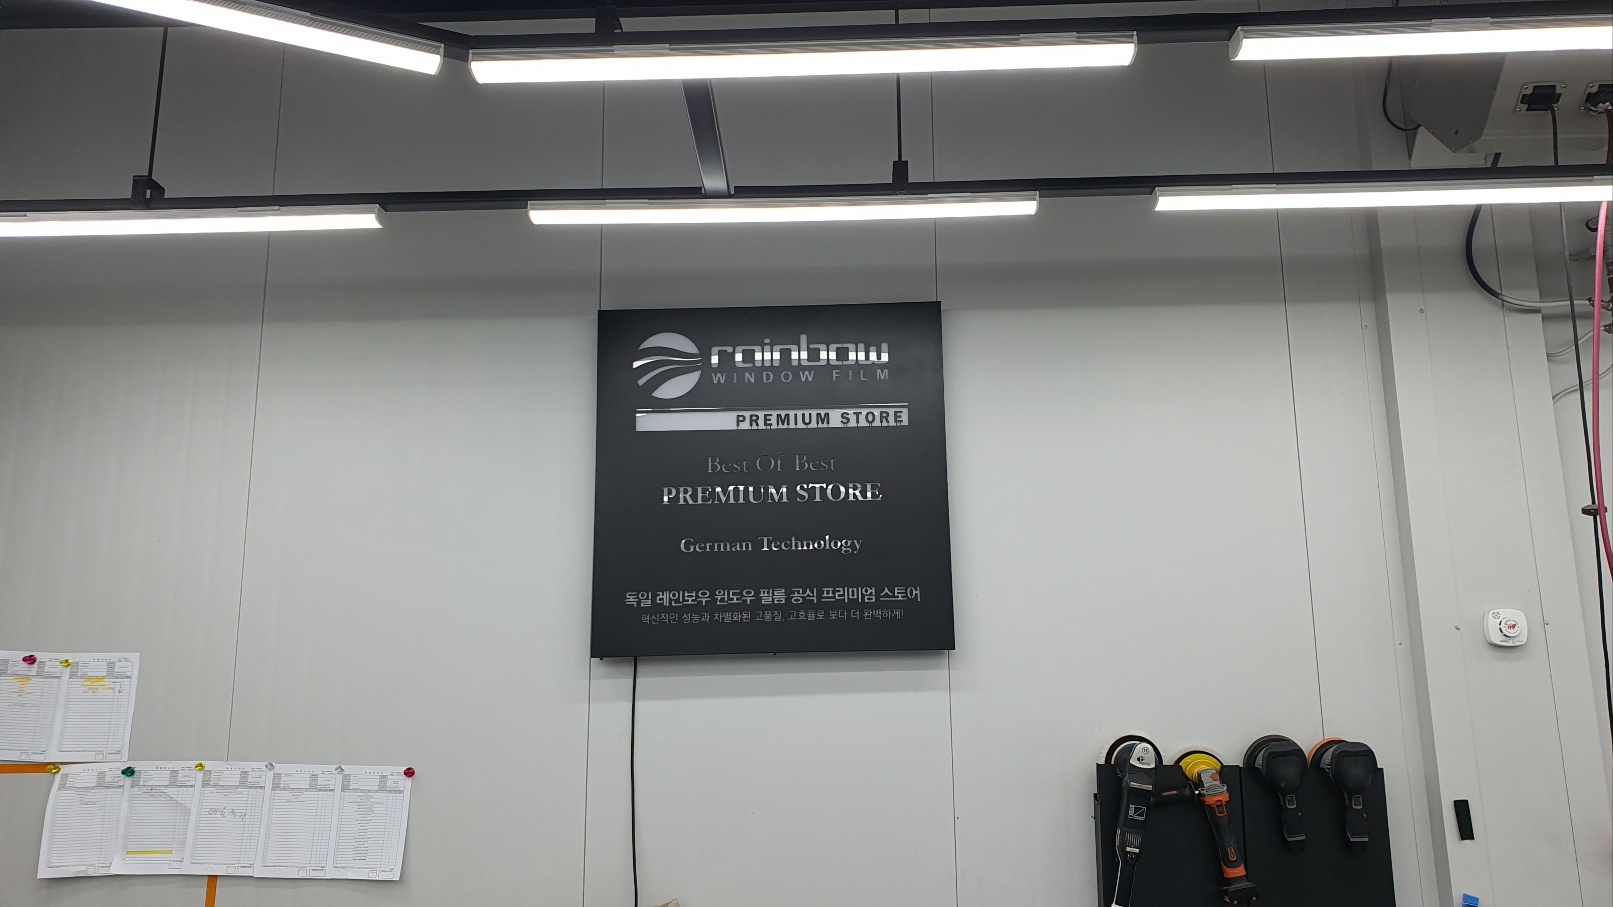 rainbow
WINDOW FILM
PREMIUM STORE
Best Of Best
PREMIUM STORE
German Technology
독일 레인보우 윈도우 필름 공식 프리미엄 스토어
혁신적인 성능과 차별화된 고품질, 고효율로 보다 더 완벽하게!